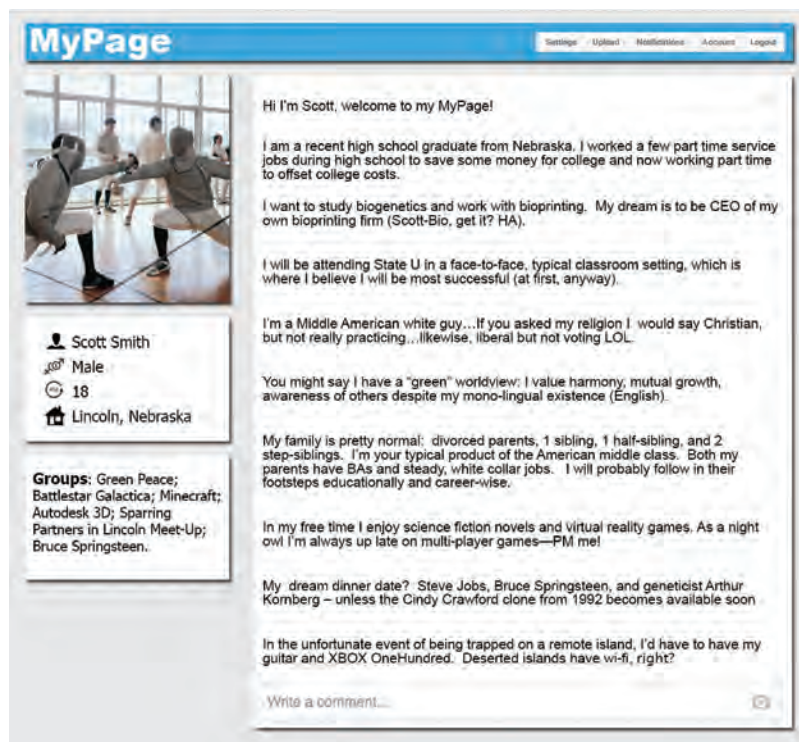 MyPage
Settings Upload Notifications Account Logout
Hi I'm Scott, welcome to my MyPage!
I am a recent high school graduate from Nebraska. I worked a few part time service
jobs during high school to save some money for college and now working part time
to offset college costs.
I want to study biogenetics and work with bioprinting. My dream is to be CEO of my
own bioprinting firm (Scott-Bio, get it? HA).
I will be attending State U in a face-to-face, typical classroom setting, which is
where I believe I will be most successful (at first, anyway).
I'm a Middle American white guy…If you asked my religion I would say Christian,
but not really practicing…likewise, liberal but not voting LOL.
You might say I have a "green" worldview: I value harmony, mutual growth,
awareness of others despite my mono-lingual existence (English).
My family is pretty normal: divorced parents, 1 sibling, 1 half-sibling, and 2
step-siblings. I'm your typical product of the American middle class. Both my
parents have BAs and steady, white collar jobs. I will probably follow in their
footsteps educationally and career-wise.
In my free time I enjoy science fiction novels and virtual reality games. As a night
owl I'm always up late on multi-player games—PM me!
My dream dinner date? Steve Jobs, Bruce Springsteen, and geneticist Arthur
Kornberg – unless the Cindy Crawford clone from 1992 becomes available soon
In the unfortunate event of being trapped on a remote island, I'd have to have my
guitar and XBOX OneHundred. Deserted islands have wi-fi, right?
Write a comment...
Scott Smith
Male
18
Lincoln, Nebraska
Groups: Green Peace;
Battlestar Galactica; Minecraft;
Autodesk 3D; Sparring
Partners in Lincoln Meet-Up;
Bruce Springsteen.